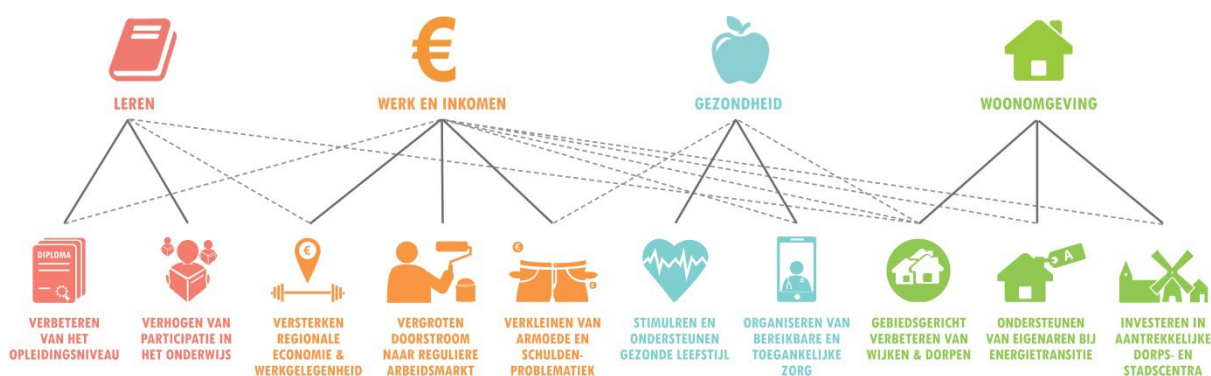 LEREN
WERK EN INKOMEN
GEZONDHEID
WOONOMGEVING
DIPLOMA
A
VERBETEREN
VAN HET
OPLEIDINGSNIVEAU
VERHOGEN VAN
PARTICIPATIE IN
HET ONDERWIJS
VERSTERKEN
REGIONALE
ECONOMIE &
WERKGELEGENHEID
VERGROTEN
DOORSTROOM
NAAR REGULIERE
ARBEIDSMARKT
VERKLEINEN VAN
ARMOEDE EN
SCHULDEN-
PROBLEMATIEK
STIMULREN EN
ONDERSTEUNEN
GEZONDE LEEFSTIJL
ORGANISEREN VAN
BEREIKBARE EN
TOEGANKELIJKE
ZORG
GEBIEDSGERICHT
VERBETEREN VAN
WIJKEN & DORPEN
ONDERSTEUNEN
VAN EIGENAREN BIJ
ENERGIETRANSITIE
INVESTEREN IN
AANTREKKELIJKE
DORPS- EN
STADSCENTRA